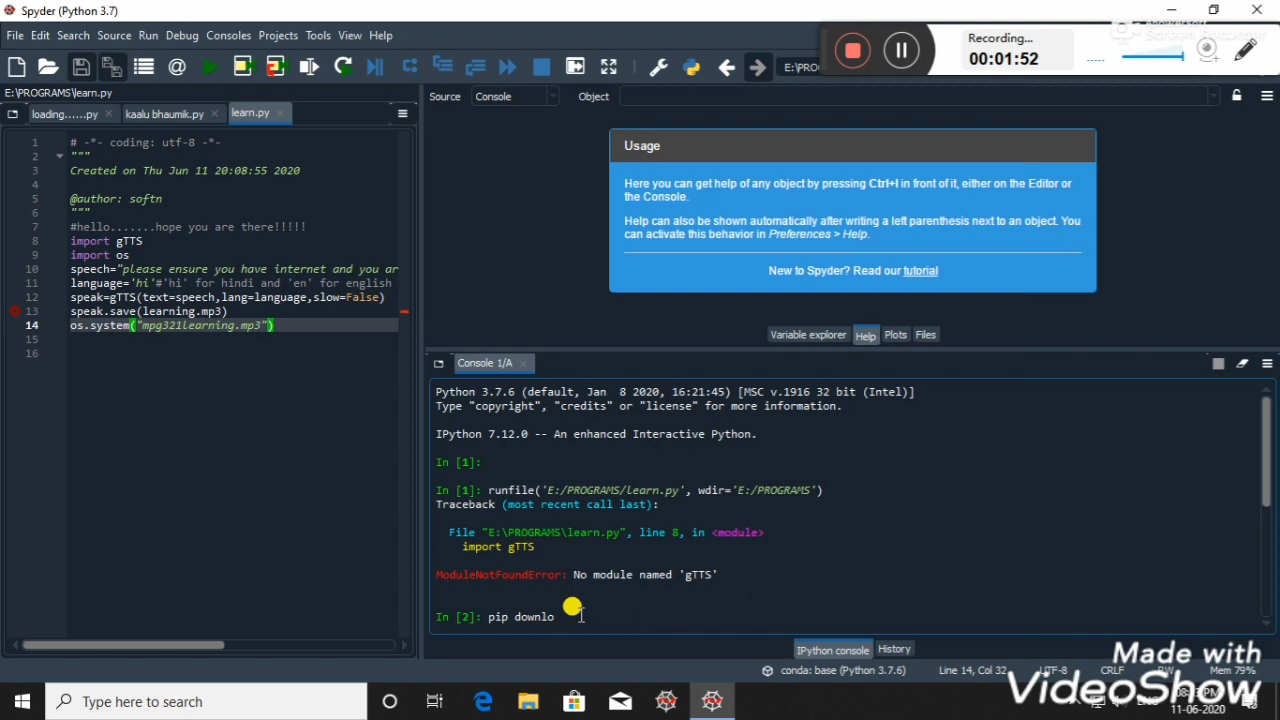 Spyder (Python 3.7)
File Edit Search Source Run Debug Consoles Projects Tools View Help
Recording...
00:01:52
E:\PROGRAMS\learn.py
Source Console Object
loading......py kaalu bhaumik.py learn.py
1 # -*- coding: utf-8 -*-
2 """
3 Created on Thu Jun 11 20:08:55 2020
4
5 @author: softn
6 """
7 #hello.......hope you are there!!!!!
8 import gTTS
9 import os
10 speech="please ensure you have internet and you ar
11 language='hi'#'hi' for hindi and 'en' for english
12 speak=gTTS(text=speech,lang=language,slow=False)
13 speak.save(learning.mp3)
14 os.system("mpg321learning.mp3")
15
16
Usage
Here you can get help of any object by pressing Ctrl+I in front of it, either on the Editor or
the Console.
Help can also be shown automatically after writing a left parenthesis next to an object. You
can activate this behavior in Preferences > Help.
New to Spyder? Read our tutorial
Variable explorer Help Plots Files
Console 1/A
Python 3.7.6 (default, Jan 8 2020, 16:21:45) [MSC v.1916 32 bit (Intel)]
Type "copyright", "credits" or "license" for more information.
IPython 7.12.0 -- An enhanced Interactive Python.
In [1]:
In [1]: runfile('E:/PROGRAMS/learn.py', wdir='E:/PROGRAMS')
Traceback (most recent call last):
File "E:\PROGRAMS\learn.py", line 8, in <module>
import gTTS
ModuleNotFoundError: No module named 'gTTS'
In [2]: pip downlo
IPython console History
conda: base (Python 3.7.6) Line 14, Col 32 UTF-8 CRLF RW Mem 79%
Made with
VideoShow
Type here to search
11-06-2020